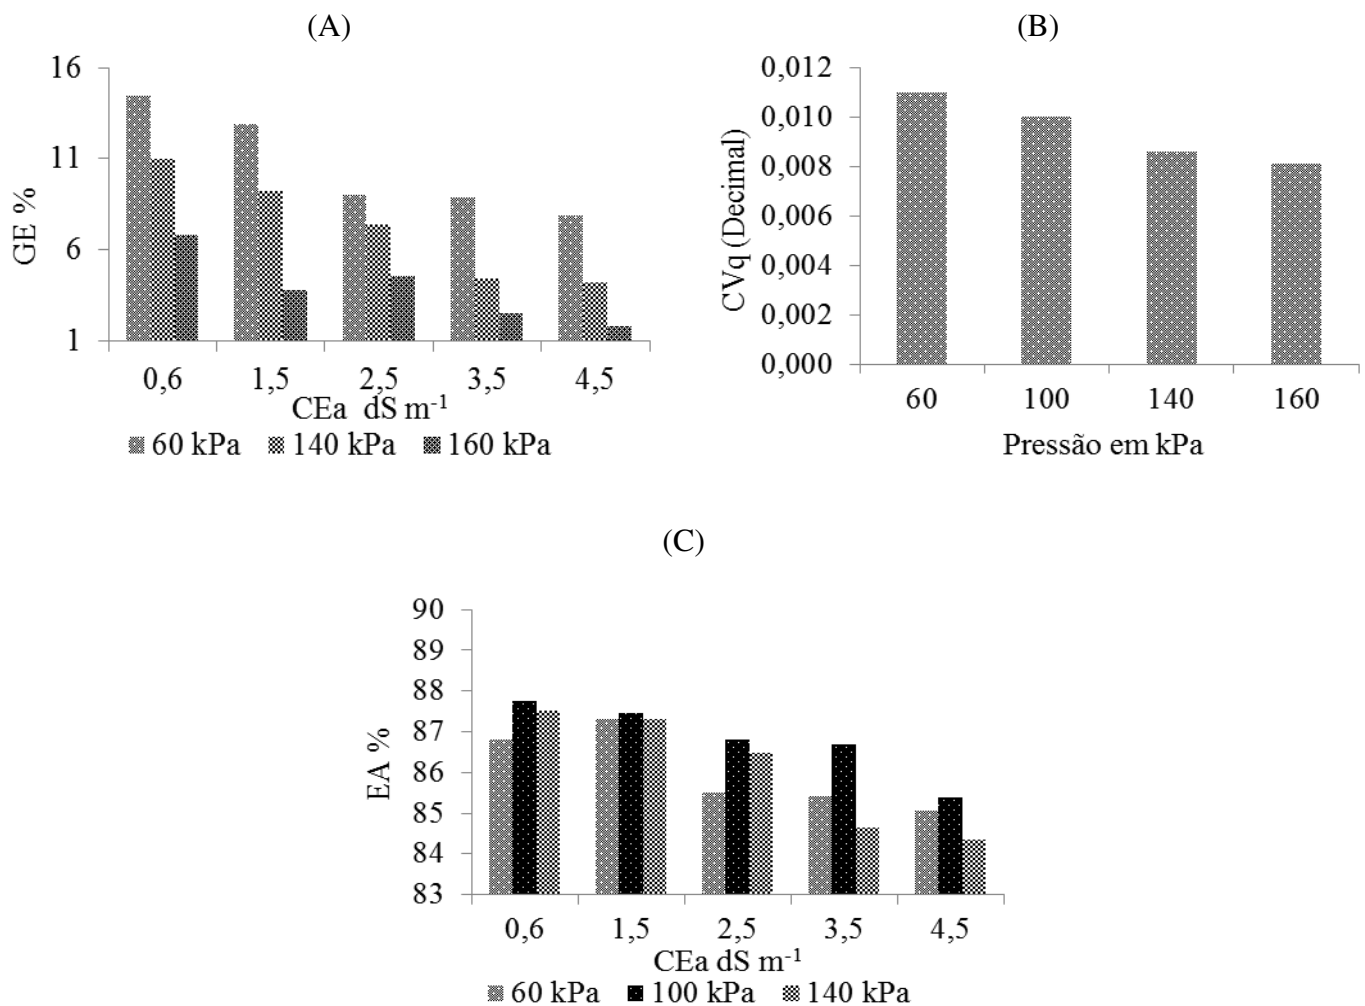 (A)
GE %
16
11
6
1
0,6 1,5 2,5 3,5 4,5
CEa dS m-1
60 kPa 140 kPa 160 kPa
(B)
CVq (Decimal)
0,012
0,010
0,008
0,006
0,004
0,002
0,000
60 100 140 160
Pressão em kPa
(C)
EA %
90
89
88
87
86
85
84
83
0,6 1,5 2,5 3,5 4,5
CEa dS m-1
60 kPa 100 kPa 140 kPa